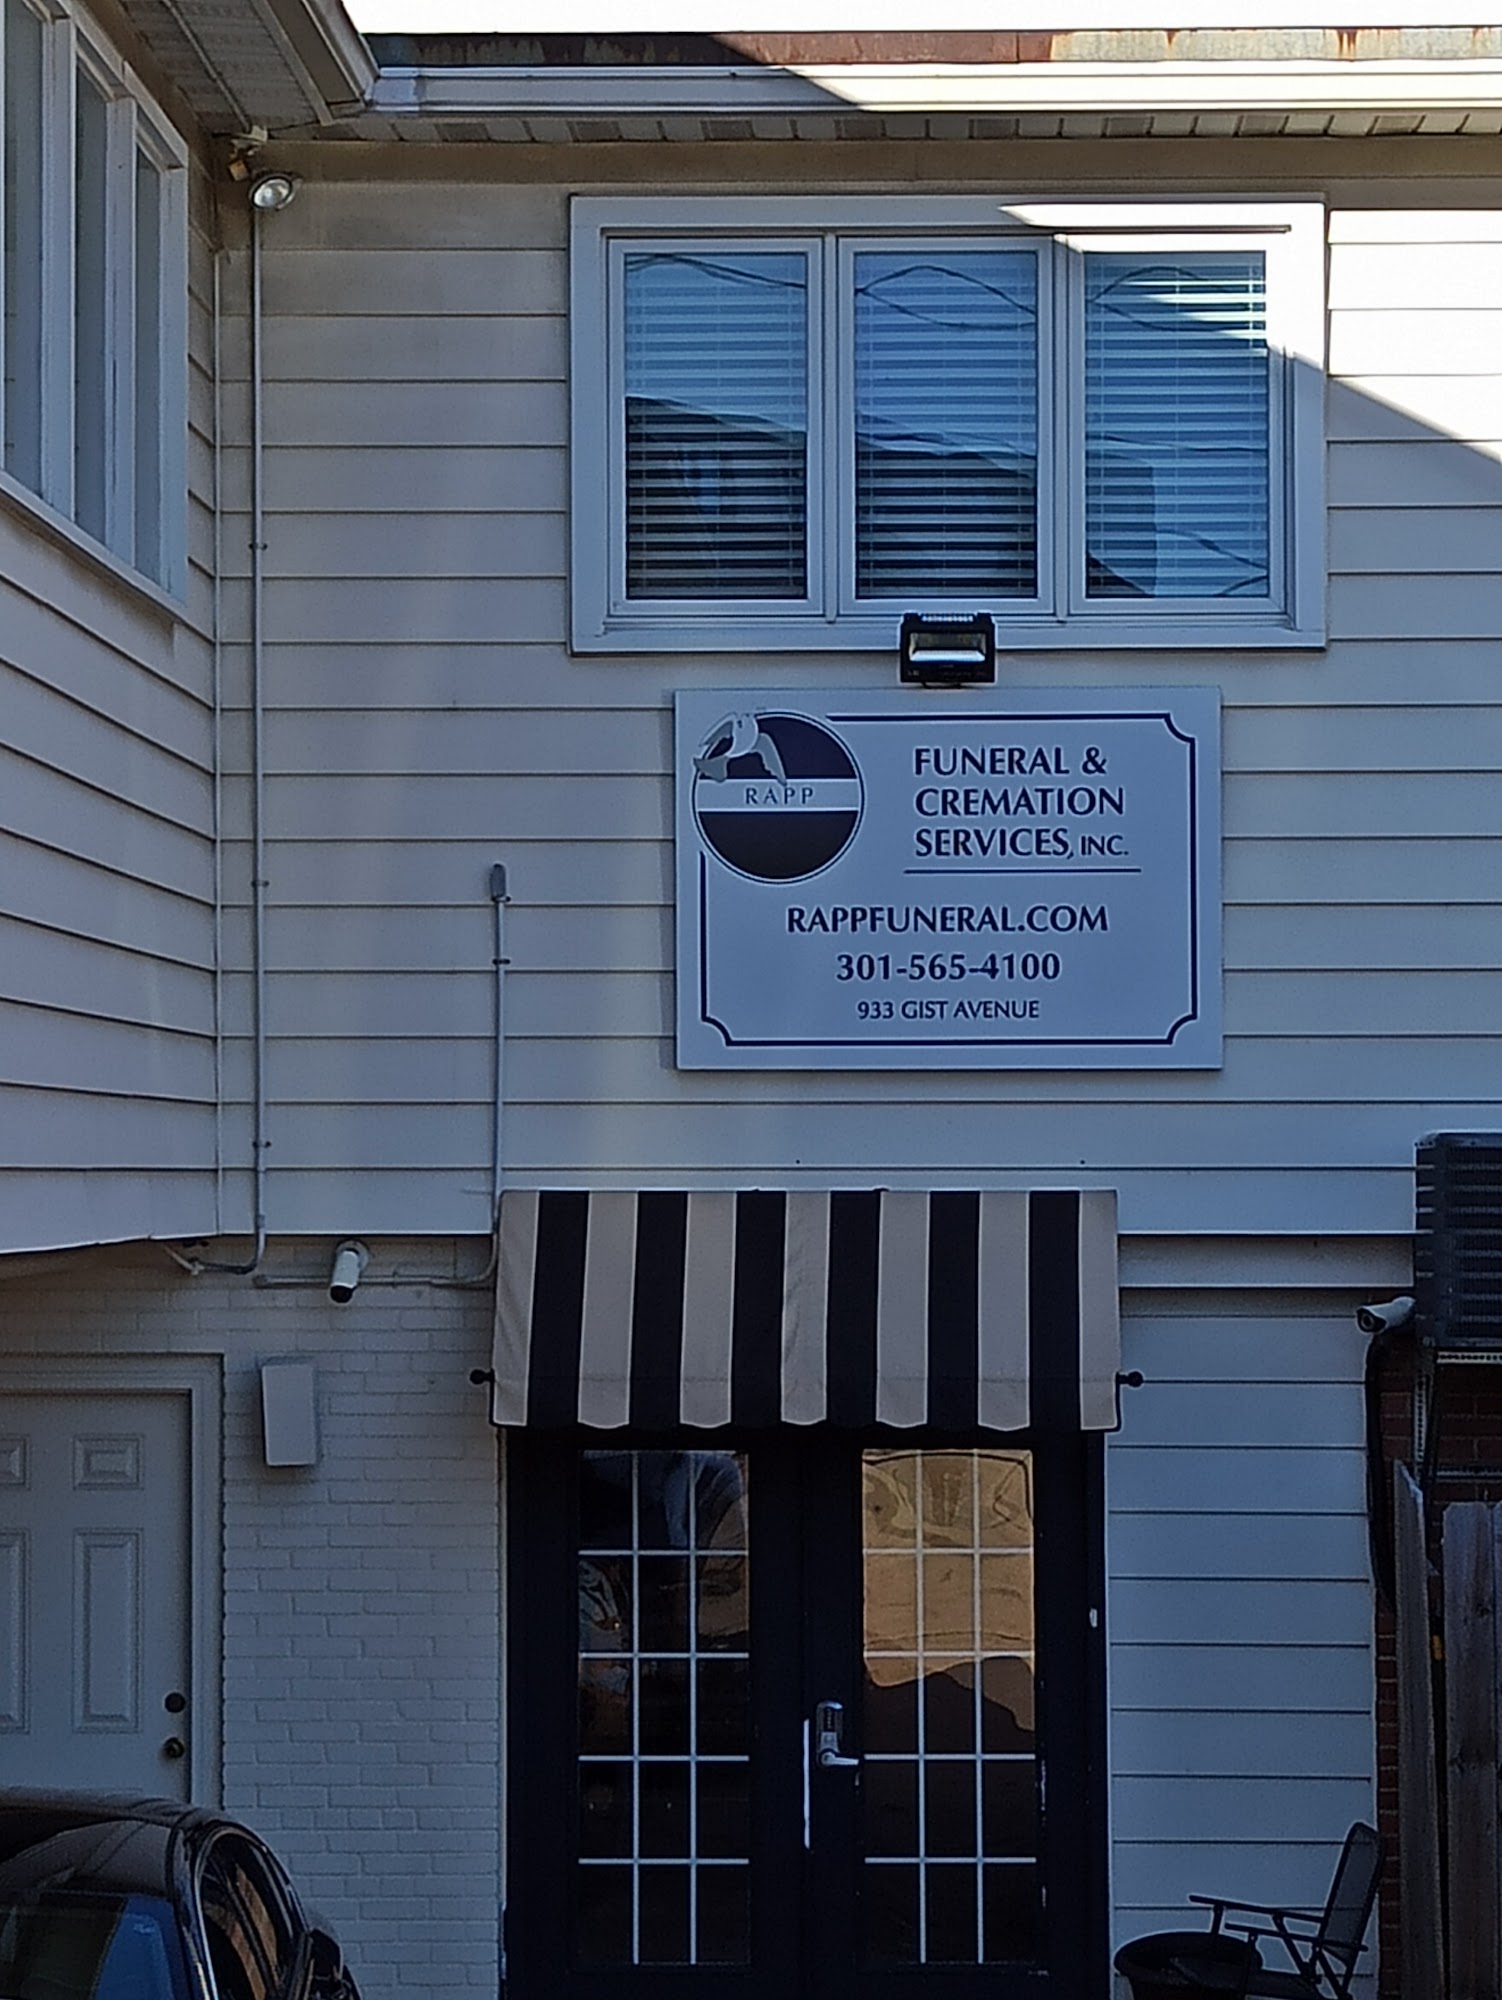 RAPP
FUNERAL &
CREMATION
SERVICES, INC.
RAPPFUNERAL.COM
301-565-4100
933 GIST AVENUE